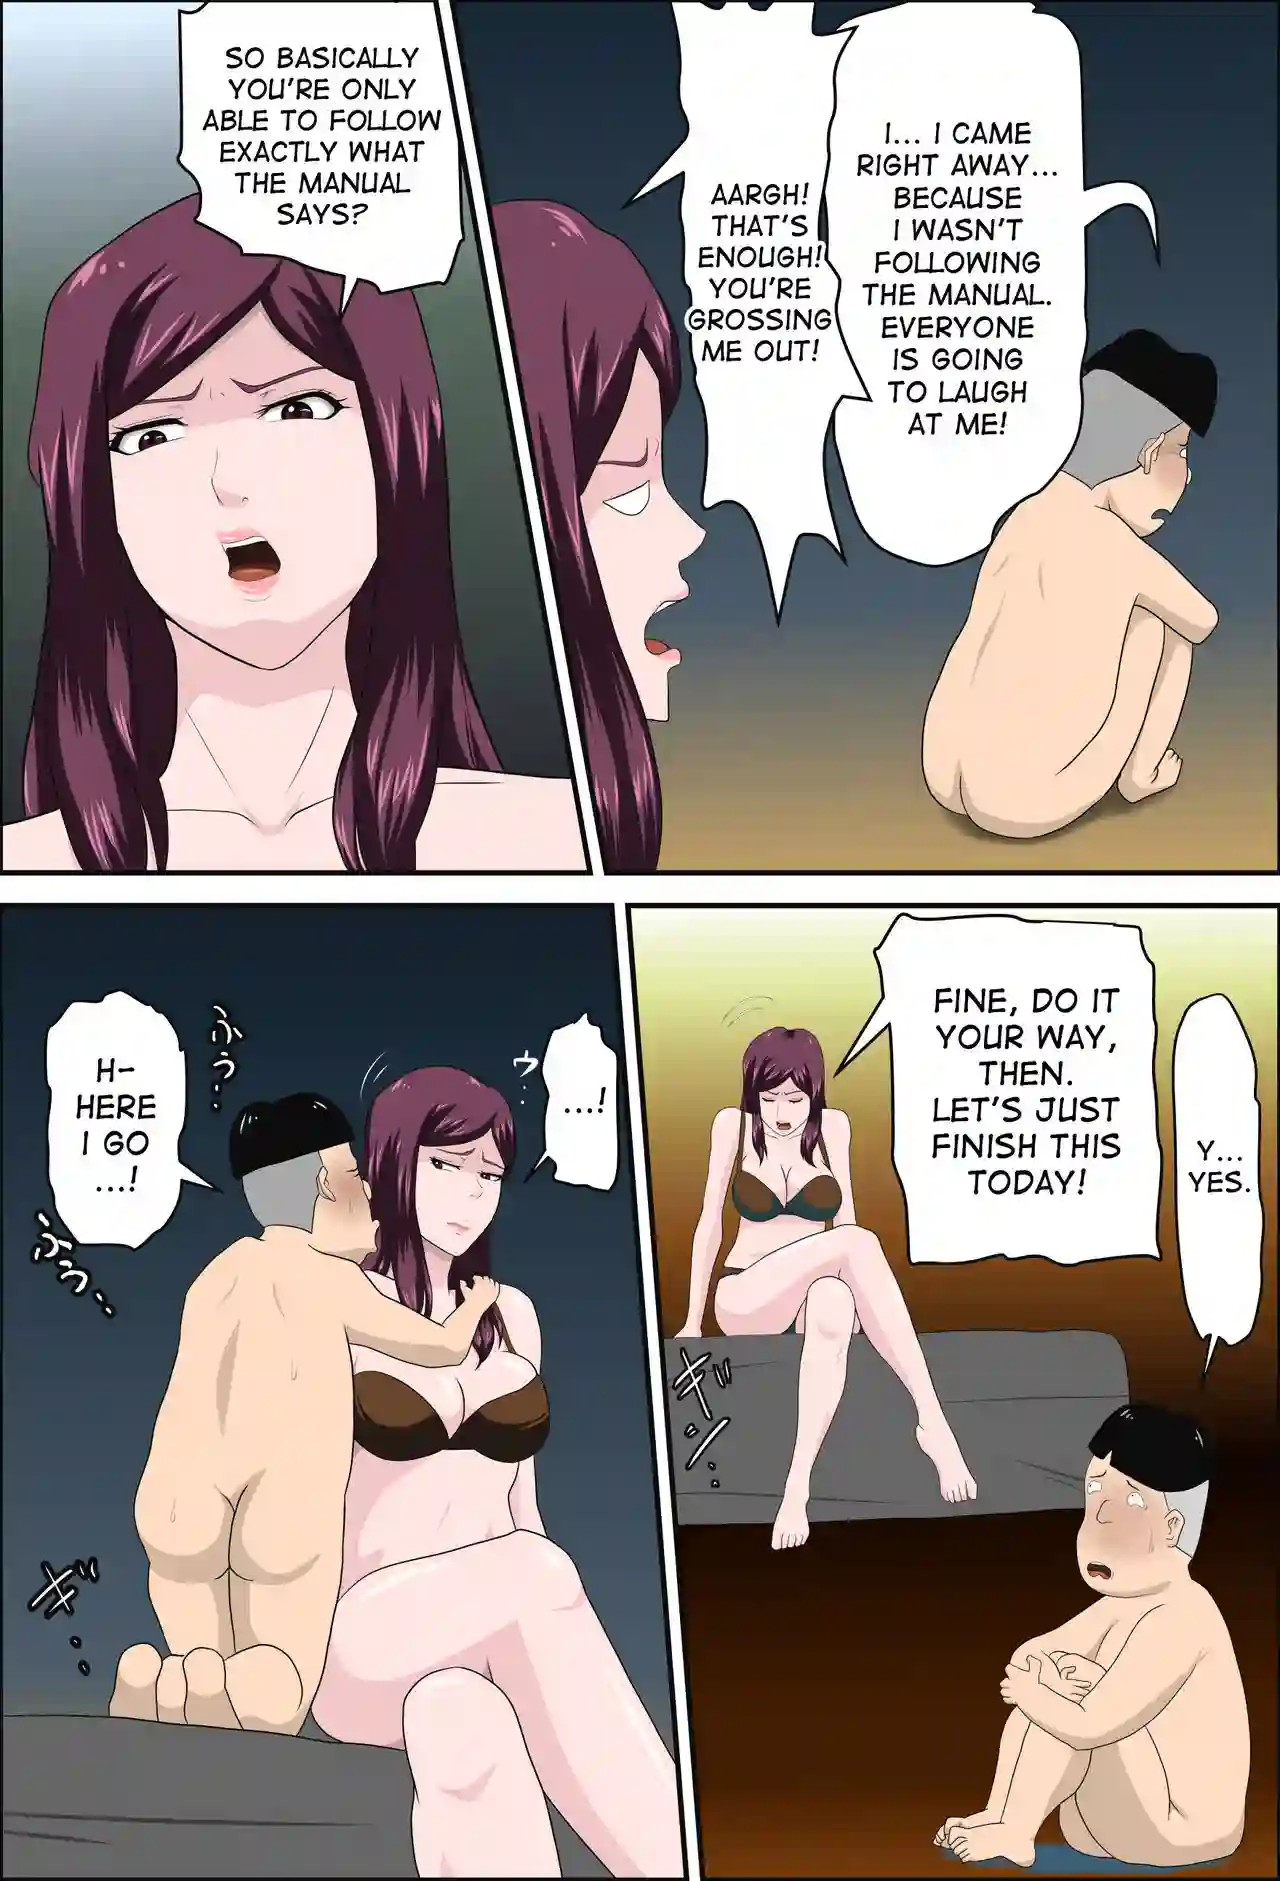 I... I CAME
RIGHT AWAY...
BECAUSE
I WASN'T
FOLLOWING
THE MANUAL.
EVERYONE
IS GOING
TO LAUGH
AT ME!
AARGH!
THAT'S
ENOUGH!
YOU'RE
GROSSING
ME OUT!
SO BASICALLY
YOU'RE ONLY
ABLE TO FOLLOW
EXACTLY WHAT
THE MANUAL
SAYS?
FINE, DO IT
YOUR WAY,
THEN.
LET'S JUST
FINISH THIS
TODAY!
Y...
YES.
ギシ…
...!
ウ…
H-
HERE
I GO
...!
ふぅ…
ふぅ…
ギシ…